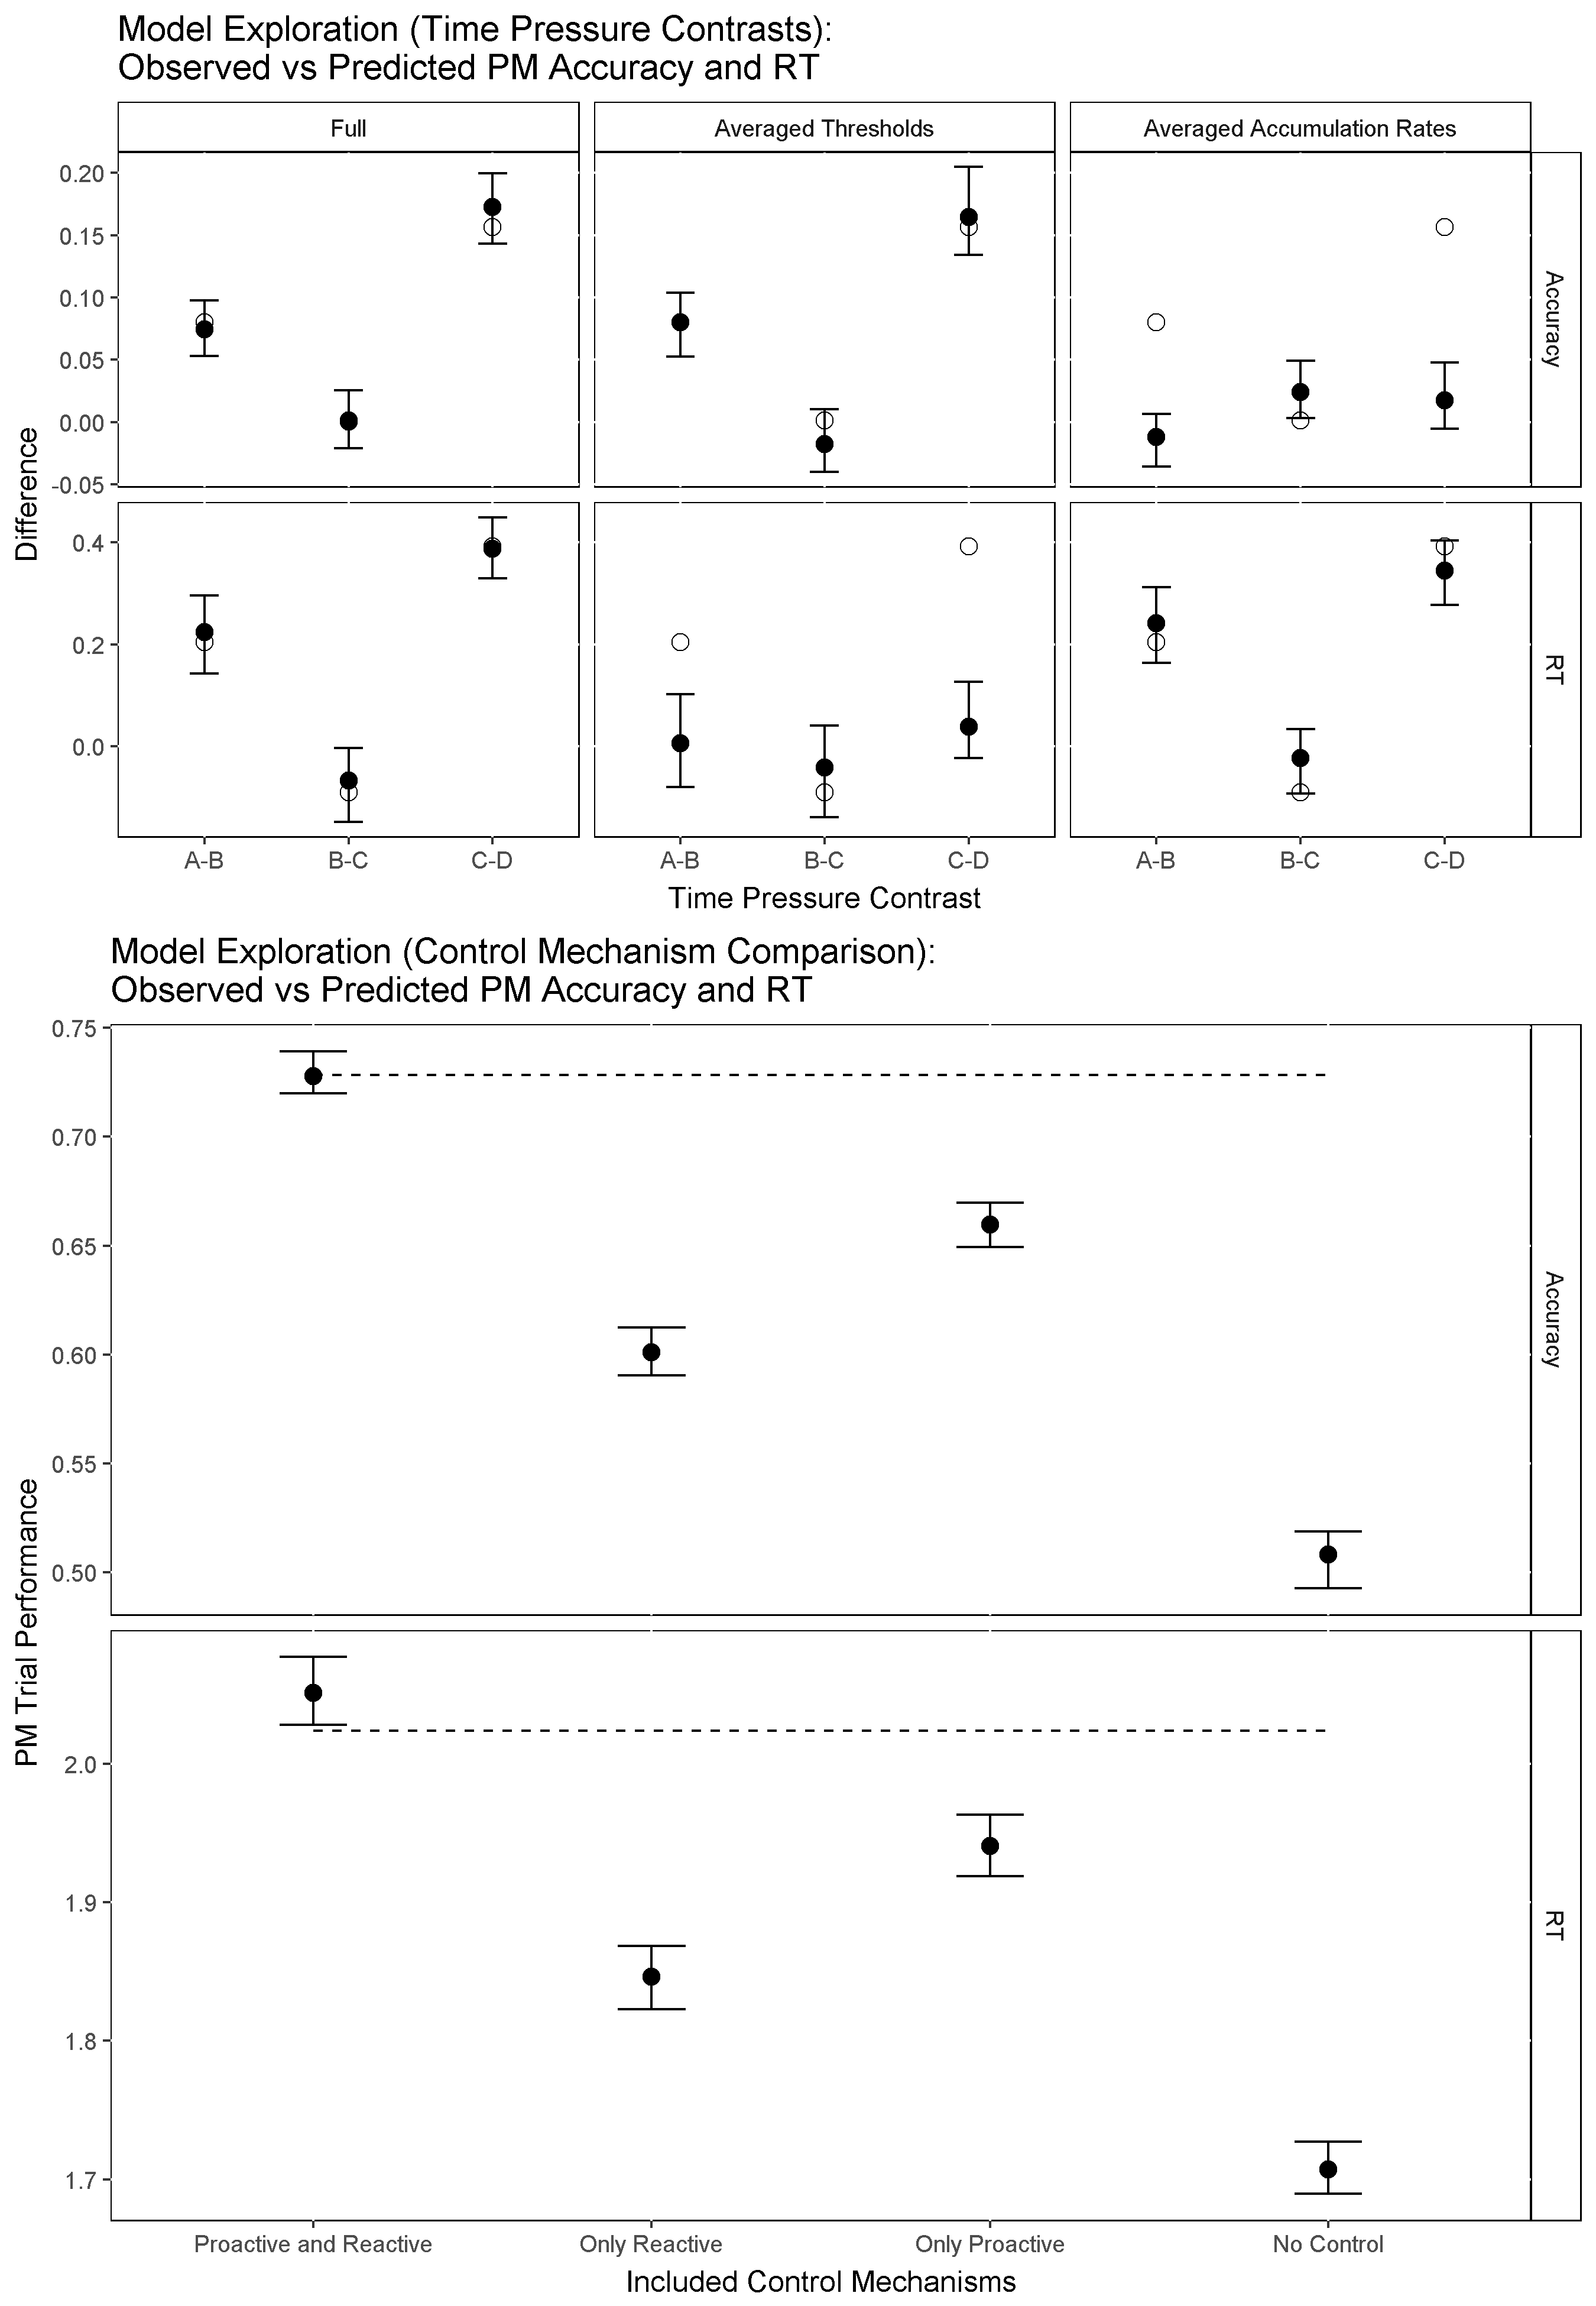 Model Exploration (Time Pressure Contrasts):
Observed vs Predicted PM Accuracy and RT
Full
Averaged Thresholds
Averaged Accumulation Rates
0.20
0.15
0.10
0.05
0.00
-0.05
Accuracy
Difference
0.4
0.2
0.0
RT
A-B
B-C
C-D
A-B
B-C
C-D
A-B
B-C
C-D
Time Pressure Contrast
Model Exploration (Control Mechanism Comparison):
Observed vs Predicted PM Accuracy and RT
0.75
0.70
0.65
0.60
0.55
0.50
Accuracy
PM Trial Performance
2.0
1.9
1.8
1.7
RT
Proactive and Reactive
Only Reactive
Only Proactive
No Control
Included Control Mechanisms